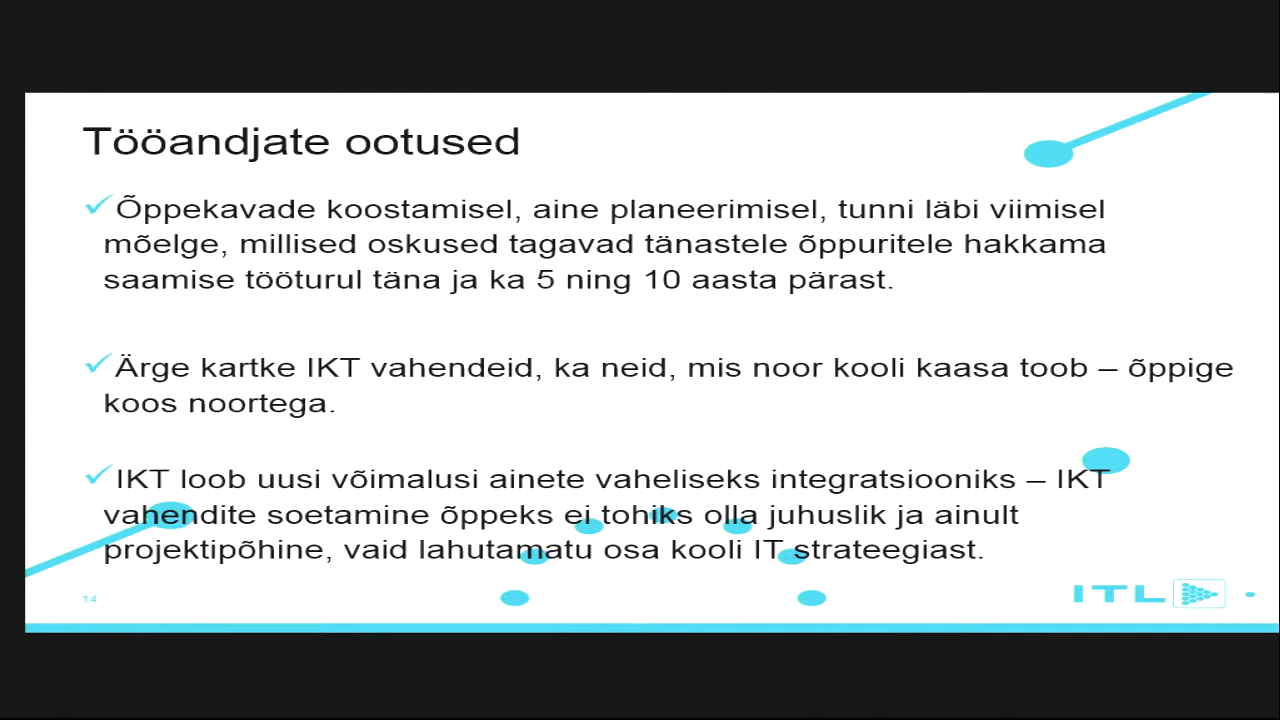 Tööandjate ootused
Õppekavade koostamisel, aine planeerimisel, tunni läbi viimisel
mõelge, millised oskused tagavad tänastele õppuritele hakkama
saamise tööturul täna ja ka 5 ning 10 aasta pärast.
Ärge kartke IKT vahendeid, ka neid, mis noor kooli kaasa toob – õppige
koos noortega.
IKT loob uusi võimalusi ainete vaheliseks integratsiooniks – IKT
vahendite soetamine õppeks ei tohiks olla juhuslik ja ainult
projektipõhine, vaid lahutamatu osa kooli IT strateegiast.
14
ITL